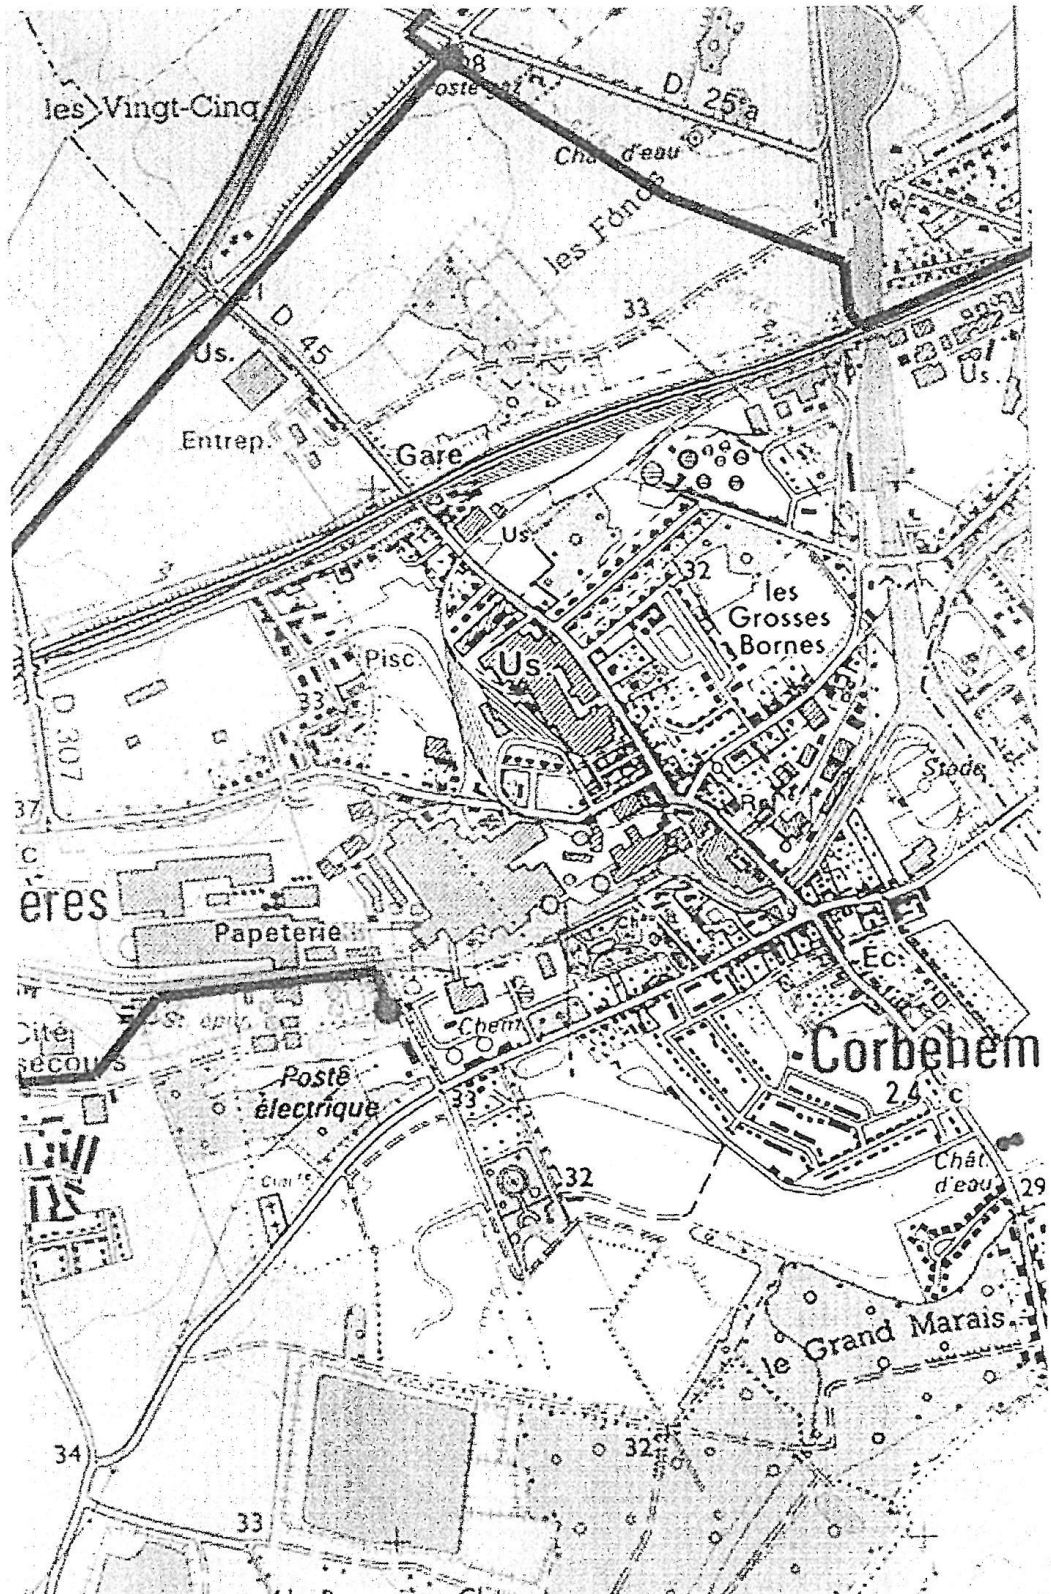 les Vingt-Cinq
D. 25a
Chât. d'eau
les Fonds
33
D 45
Us.
Us.
Entrep.
Gare
Us.
32
les
Grosses
Bornes
Pisc.
Us
33
D 307
Stade
37
C
ères
Papeterie
Éc.
Cité
secours
Chem.
Corbehem
Poste
électrique
33
2.4
C
Chât.
d'eau
32
29
le Grand Marais
34
32
33